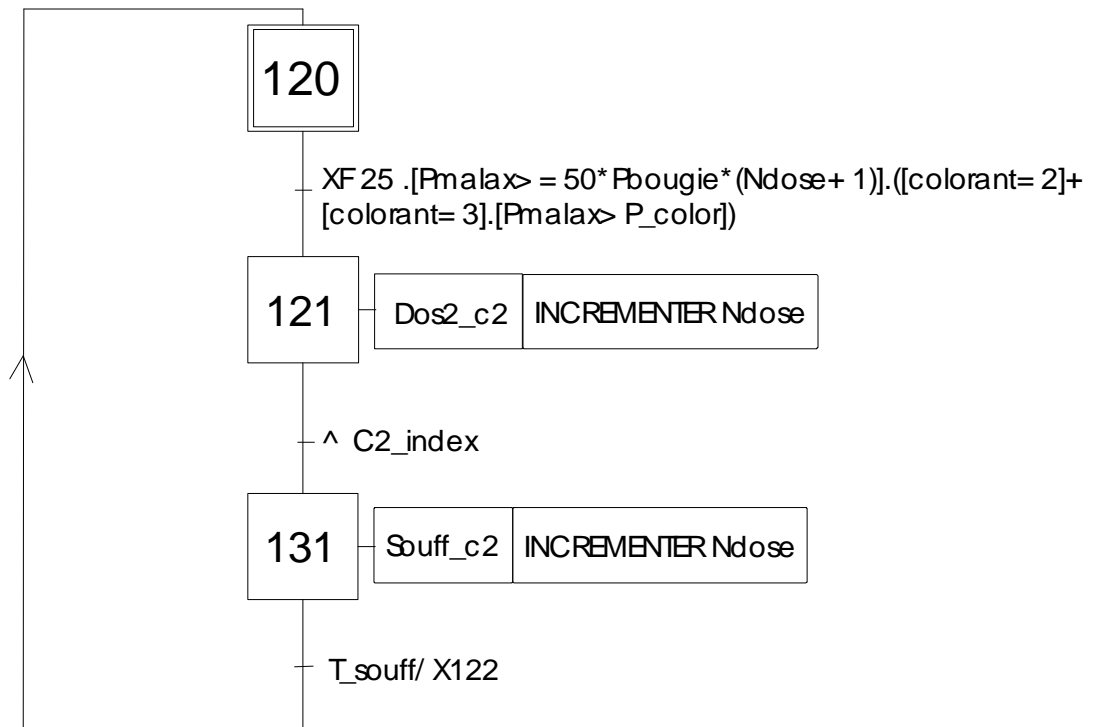 120
XF25 .[Pmalax>=50*Pbougie*(Ndose+1)].([colorant=2]+
[colorant=3].[Pmalax>P_color])
121 Dos2_c2 INCREMENTER Ndose
^ C2_index
131 Souff_c2 INCREMENTER Ndose
T_souff/ X122